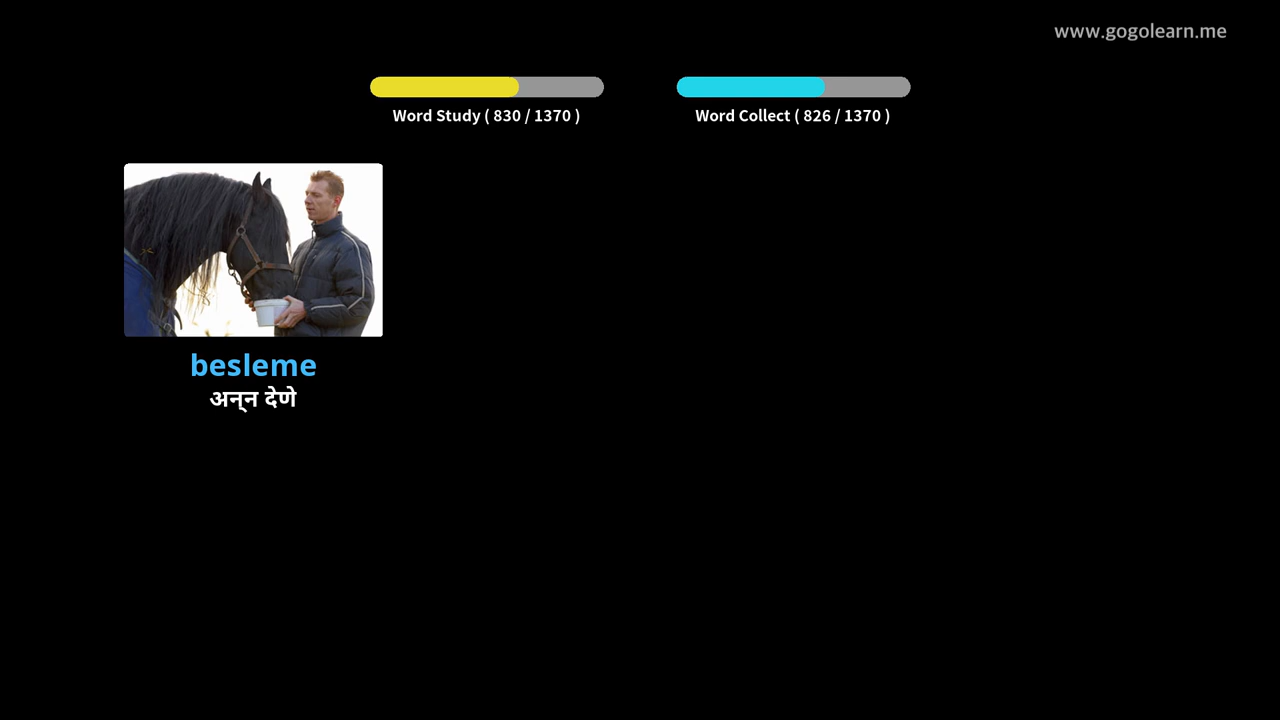 www.gogolearn.me
Word Study ( 830 / 1370 )
Word Collect ( 826 / 1370 )
besleme
अन्‌न देणे